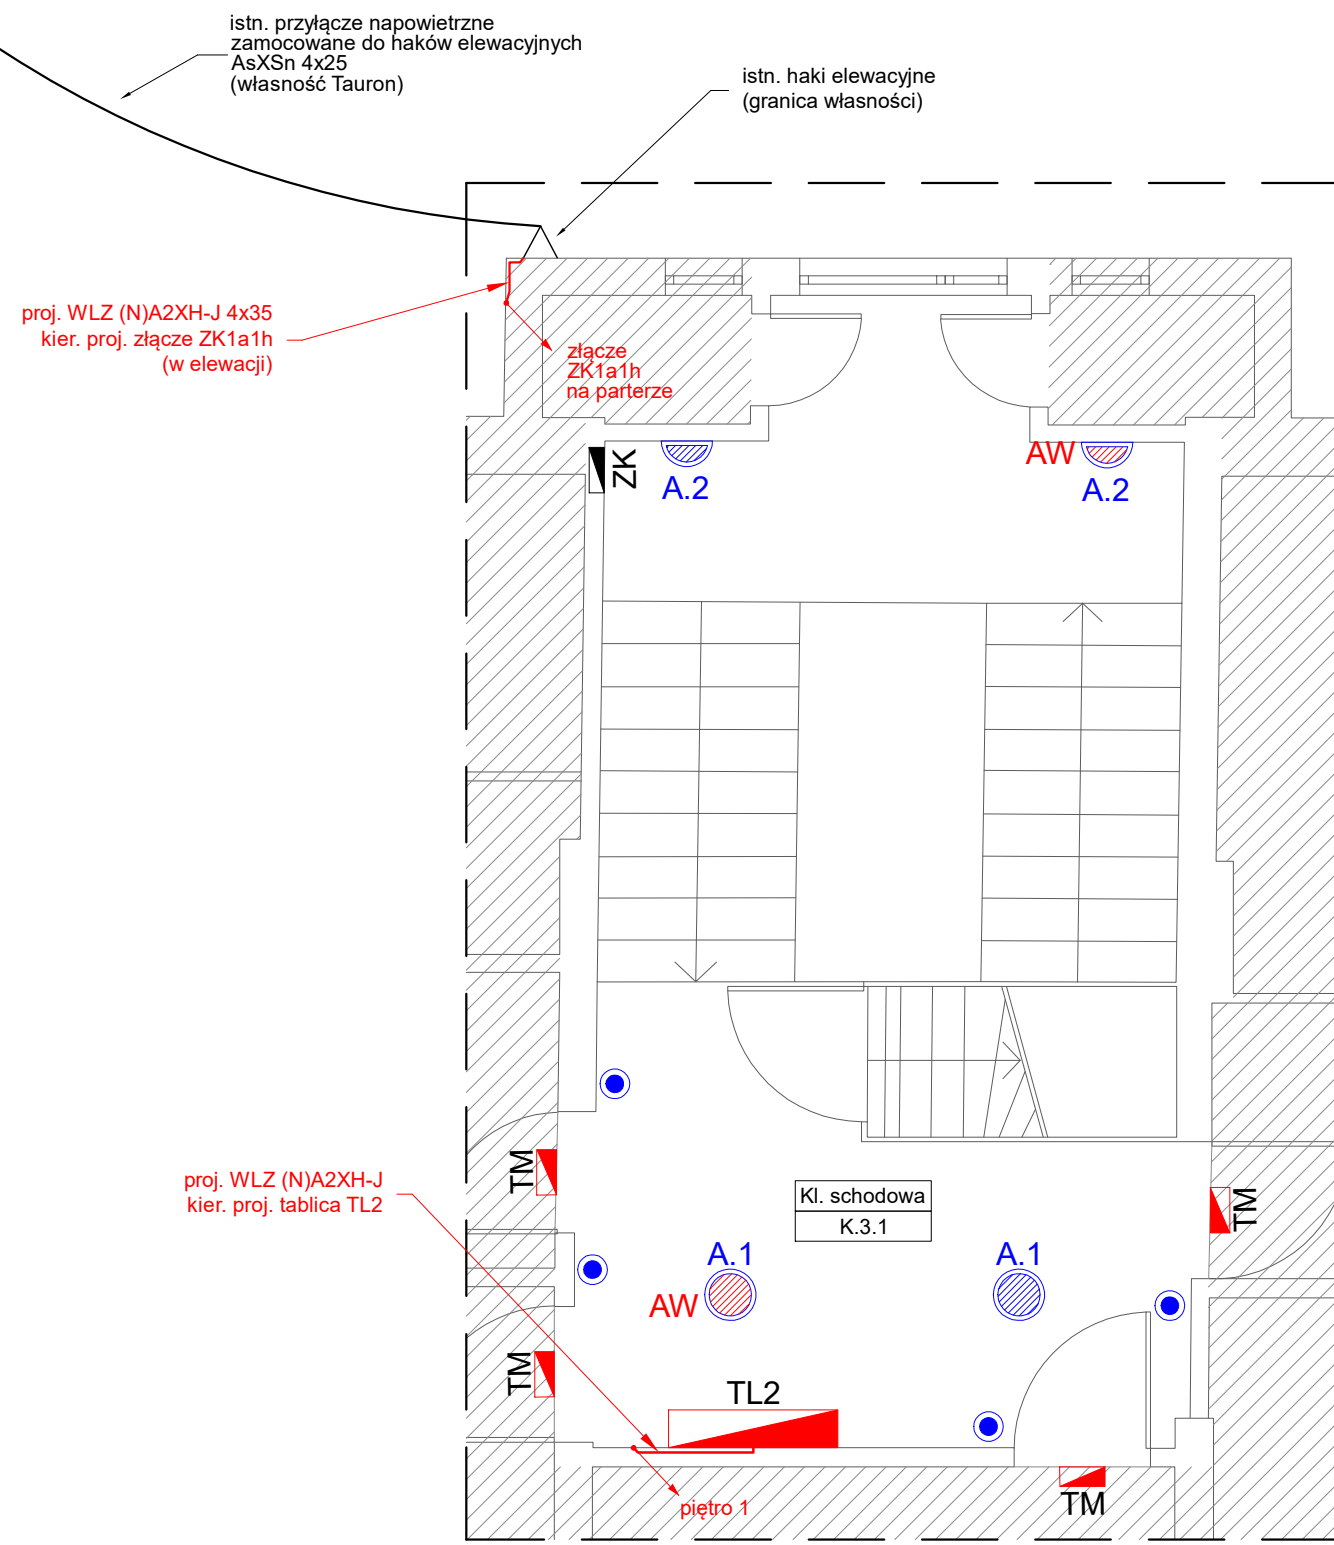 istn. przyłącze napowietrzne
zamocowane do haków elewacyjnych
AsXSn 4x25
(własność Tauron)
istn. haki elewacyjne
(granica własności)
proj. WLZ (N)A2XH-J 4x35
kier. proj. złącze ZK1a1h
(w elewacji)
złącze
ZK1a1h
na parterze
ZK
A.2
AW
A.2
TM
proj. WLZ (N)A2XH-J
kier. proj. tablica TL2
Kl. schodowa
K.3.1
TM
A.1
A.1
AW
TM
TL2
piętro 1
TM